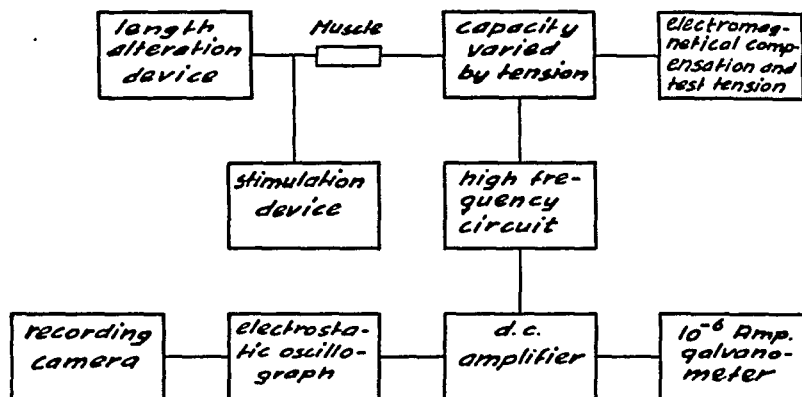 length
alteration
device
Muscle
capacity
varied
by tension
electromag-
netical comp-
ensation and
test tension
stimulation
device
high fre-
quency
circuit
recording
camera
electrosta-
tic oscillo-
graph
d.c.
amplifier
10⁻⁶ Amp.
galvano-
meter